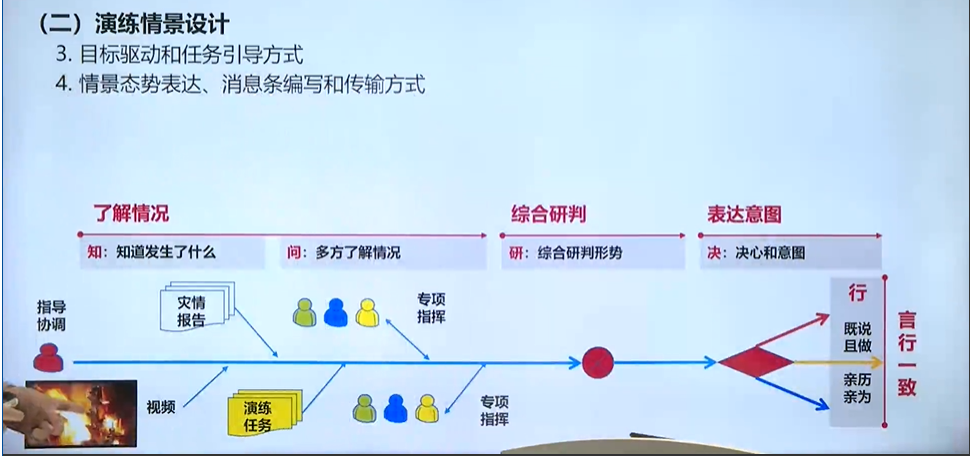 （二）演练情景设计
3. 目标驱动和任务引导方式
4. 情景态势表达、消息条编写和传输方式
了解情况
综合研判
表达意图
知：知道发生了什么
问：多方了解情况
研：综合研判形势
决：决心和意图
指导
协调
灾情
报告
专项
指挥
行
既说
且做
亲历
亲为
言
行
一
致
视频
演练
任务
专项
指挥